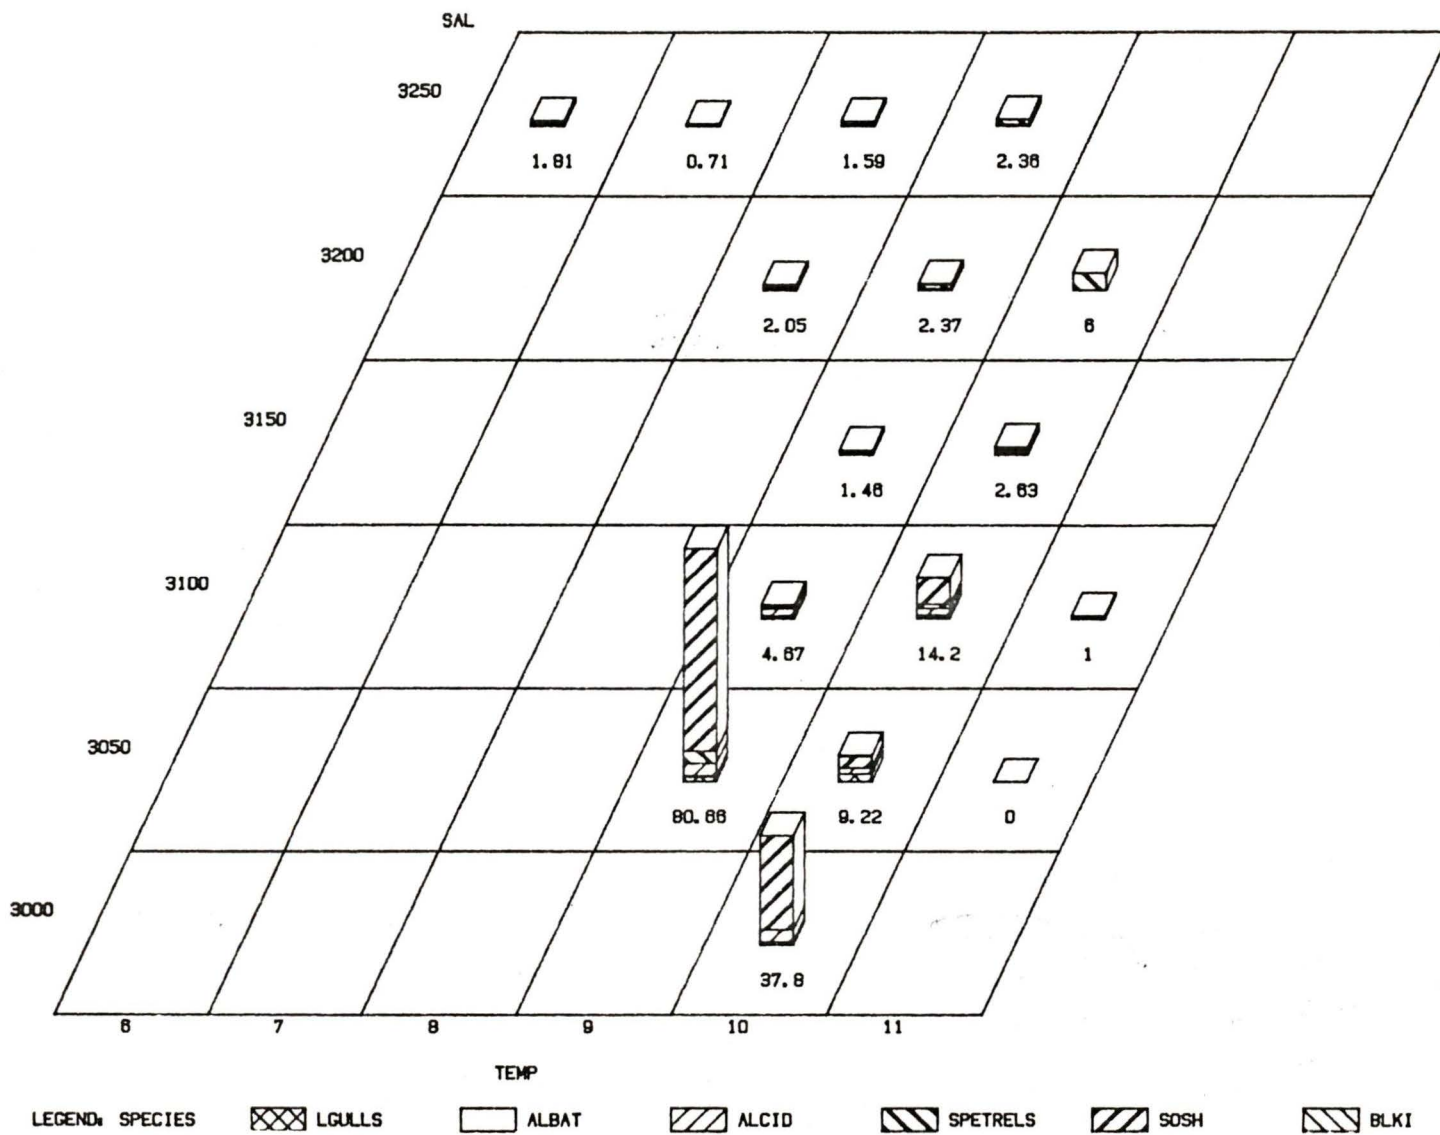 SAL
3250
1.81 0.71 1.59 2.36
3200
2.05 2.37 6
3150
1.46 2.63
3100
4.67 14.2 1
3050
80.66 9.22 0
3000
37.8
6 7 8 9 10 11
TEMP
LEGEND: SPECIES LGULLS ALBAT ALCID SPETRELS SOSH BLKI